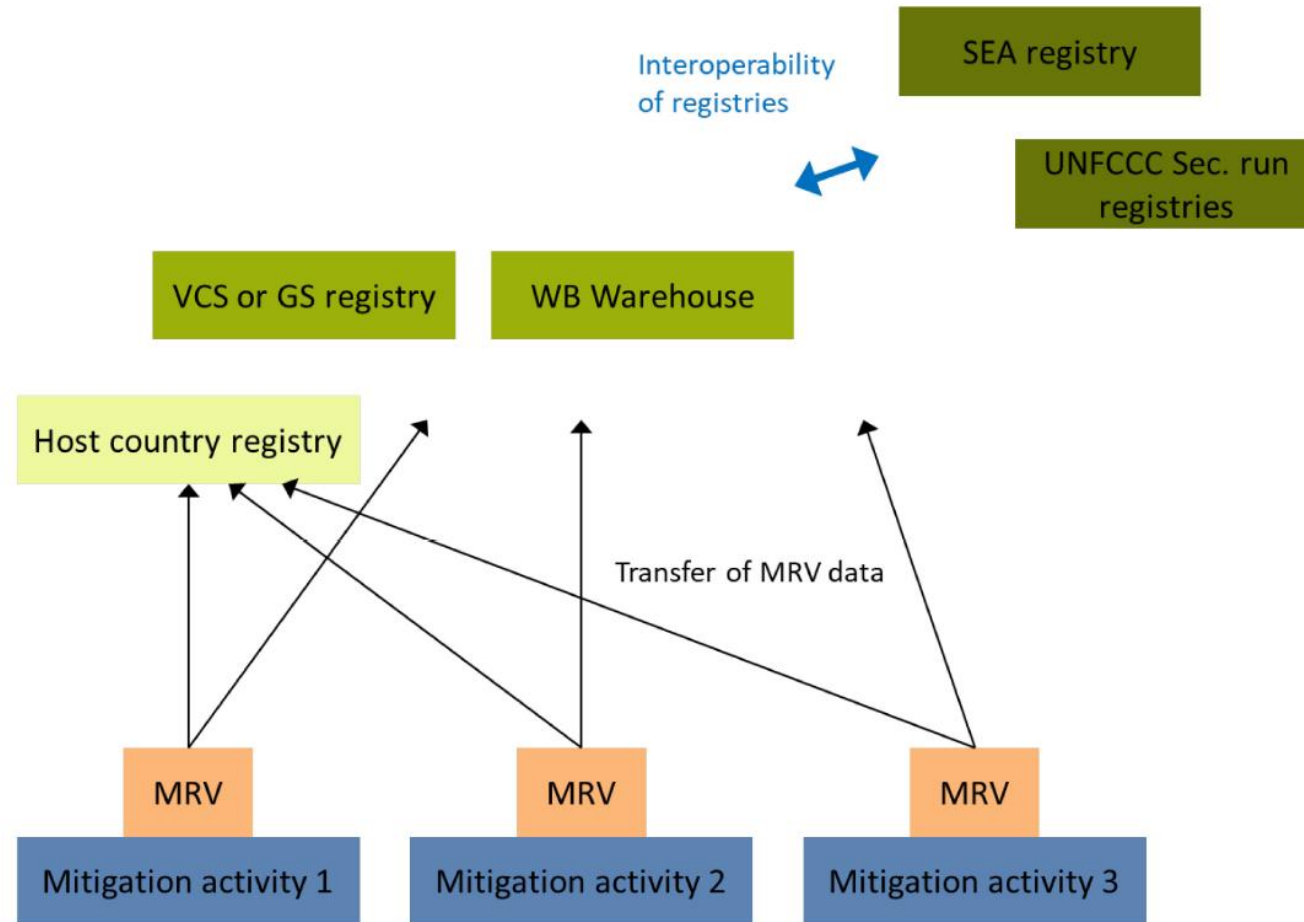 SEA registry
Interoperability
of registries
UNFCCC Sec. run
registries
VCS or GS registry
WB Warehouse
Host country registry
Transfer of MRV data
MRV
MRV
MRV
Mitigation activity 1
Mitigation activity 2
Mitigation activity 3